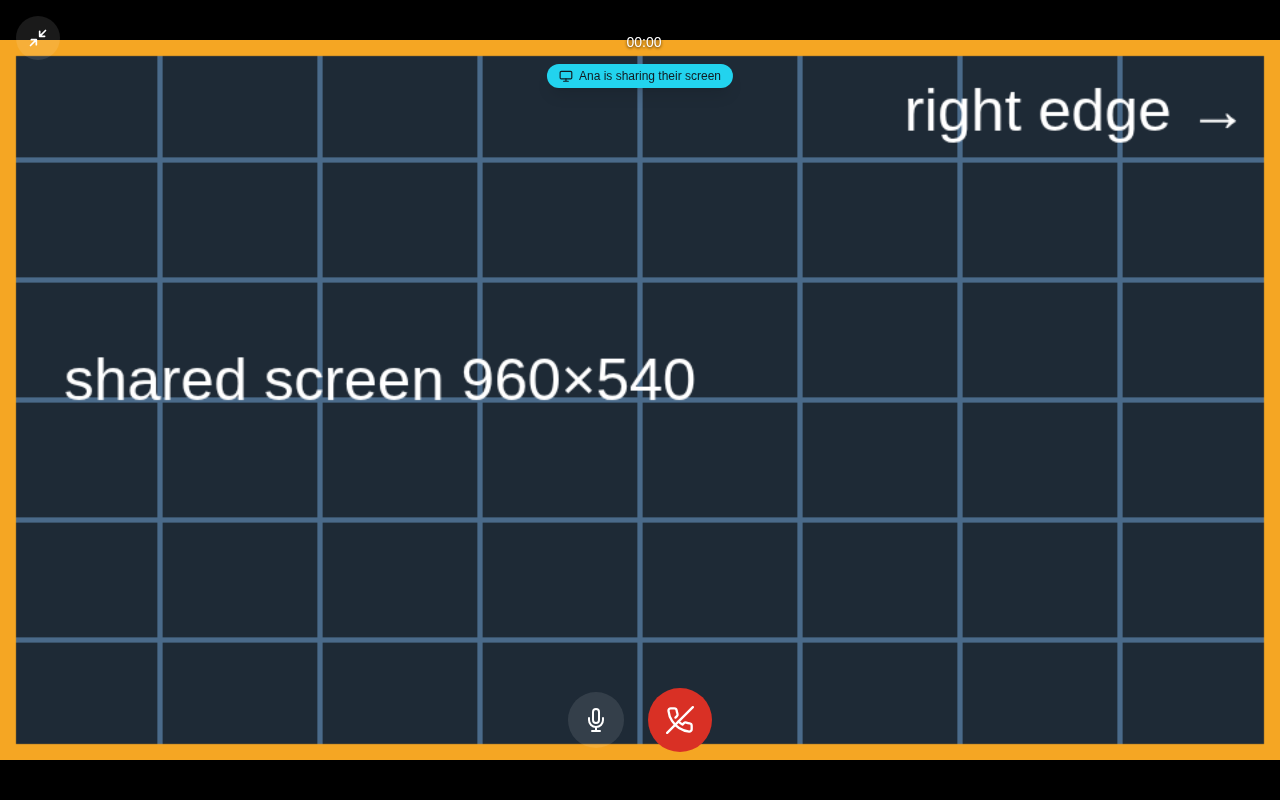 00:00
Ana is sharing their screen
right edge →
shared screen 960×540